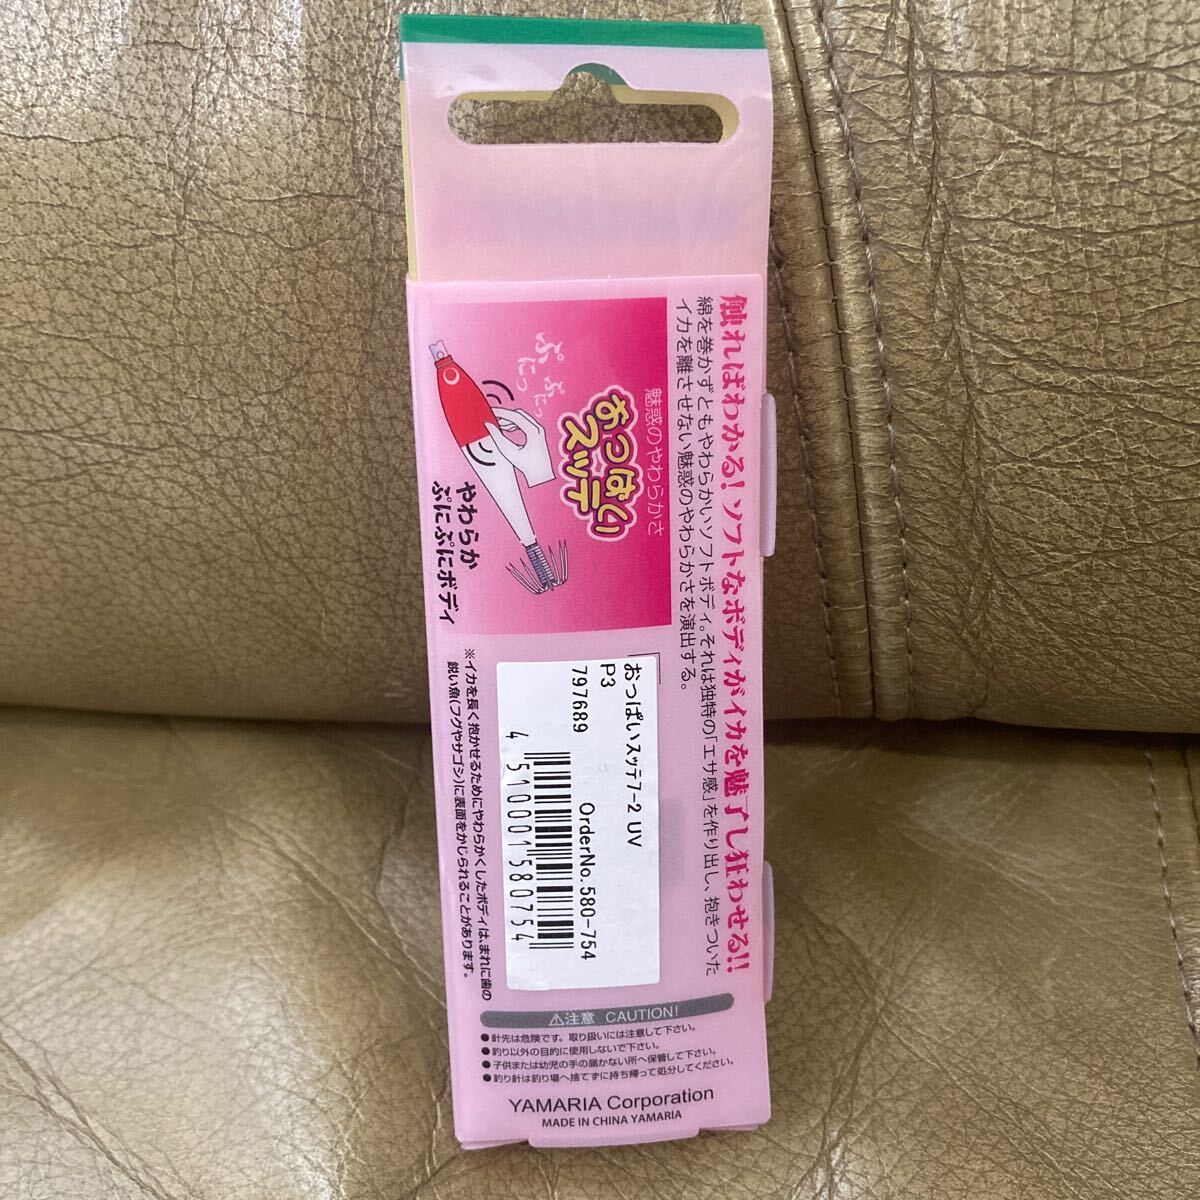 触ればわかる!ソフトなボディがイカを魅了し狂わせる!!
綿を巻かずともやわらかいソフトボディ。それは独特の「エサ感」を作り出し、抱きついた
イカを離させない魅惑のやわらかさを演出する。
魅惑のやわらかさ
おっぱい
スッテ
ぷにっ
ぷにっ
やわらか
ぷにぷにボディ
※イカを長く抱かせるためにやわらかくしたボディは、まれに歯の
鋭い魚(フグやサゴシ)に表面をかじられることがあります。
おっぱいスッテ7-2 UV
P3
797689 OrderNo.580-754
4 510001 580754
⚠注意 CAUTION!
●針先は危険です。取り扱いには注意して下さい。
●釣り以外の目的に使用しないで下さい。
●子供または幼児の手の届かない所へ保管して下さい。
●釣り針は釣り場へ捨てずに持ち帰って処分してください。
YAMARIA Corporation
MADE IN CHINA YAMARIA